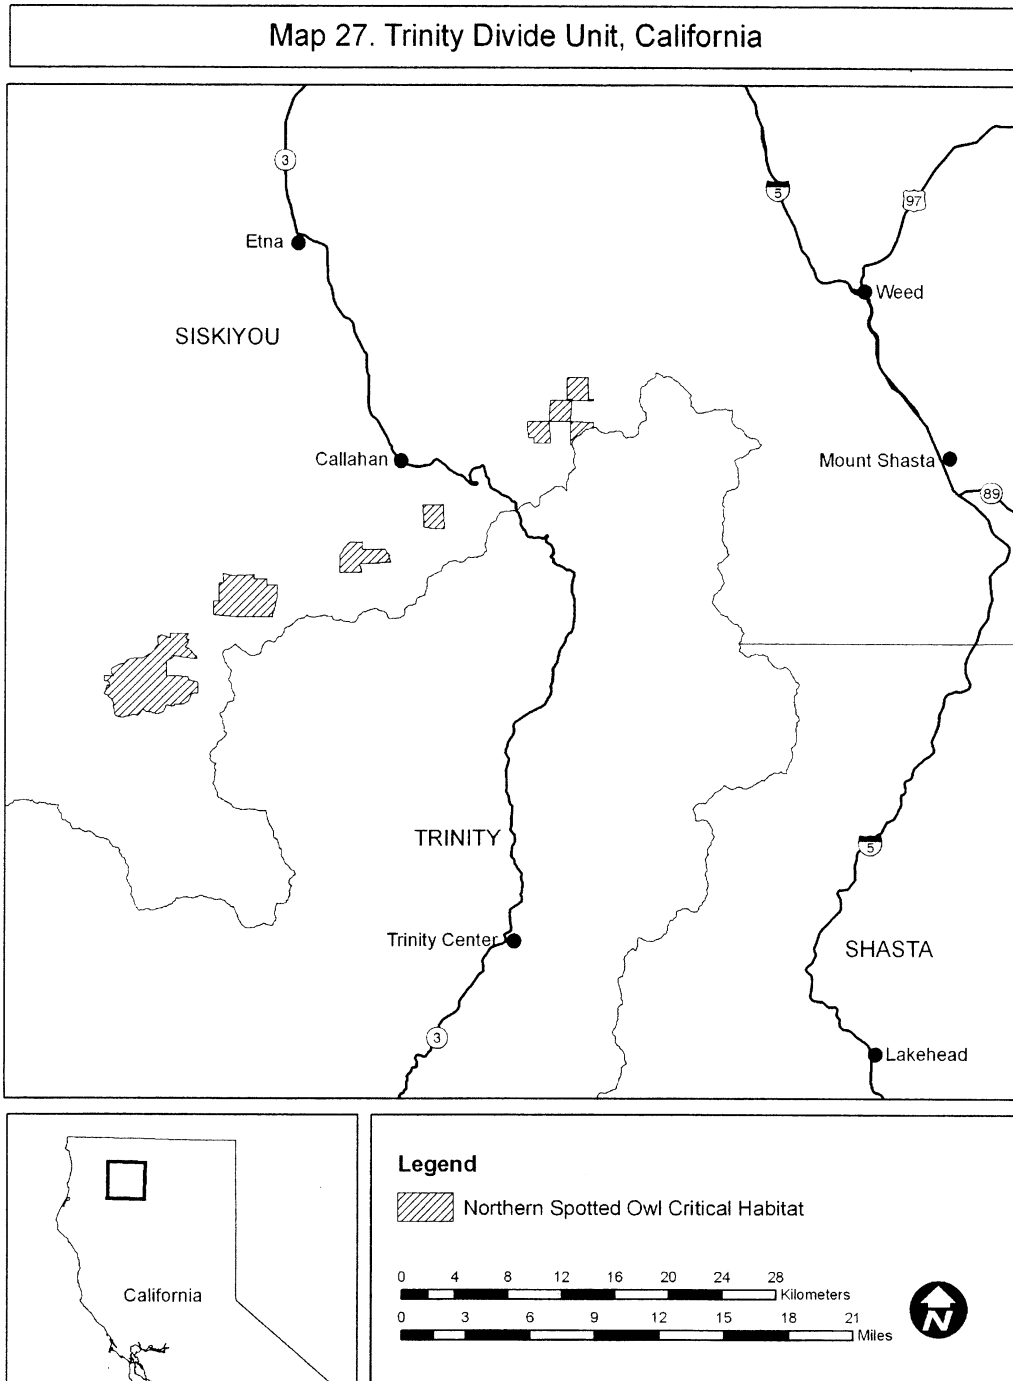 Map 27. Trinity Divide Unit, California
3
5
97
Etna
Weed
SISKIYOU
Callahan
Mount Shasta
89
TRINITY
5
Trinity Center
SHASTA
3
Lakehead
California
Legend
Northern Spotted Owl Critical Habitat
0 4 8 12 16 20 24 28
Kilometers
0 3 6 9 12 15 18 21
Miles
N